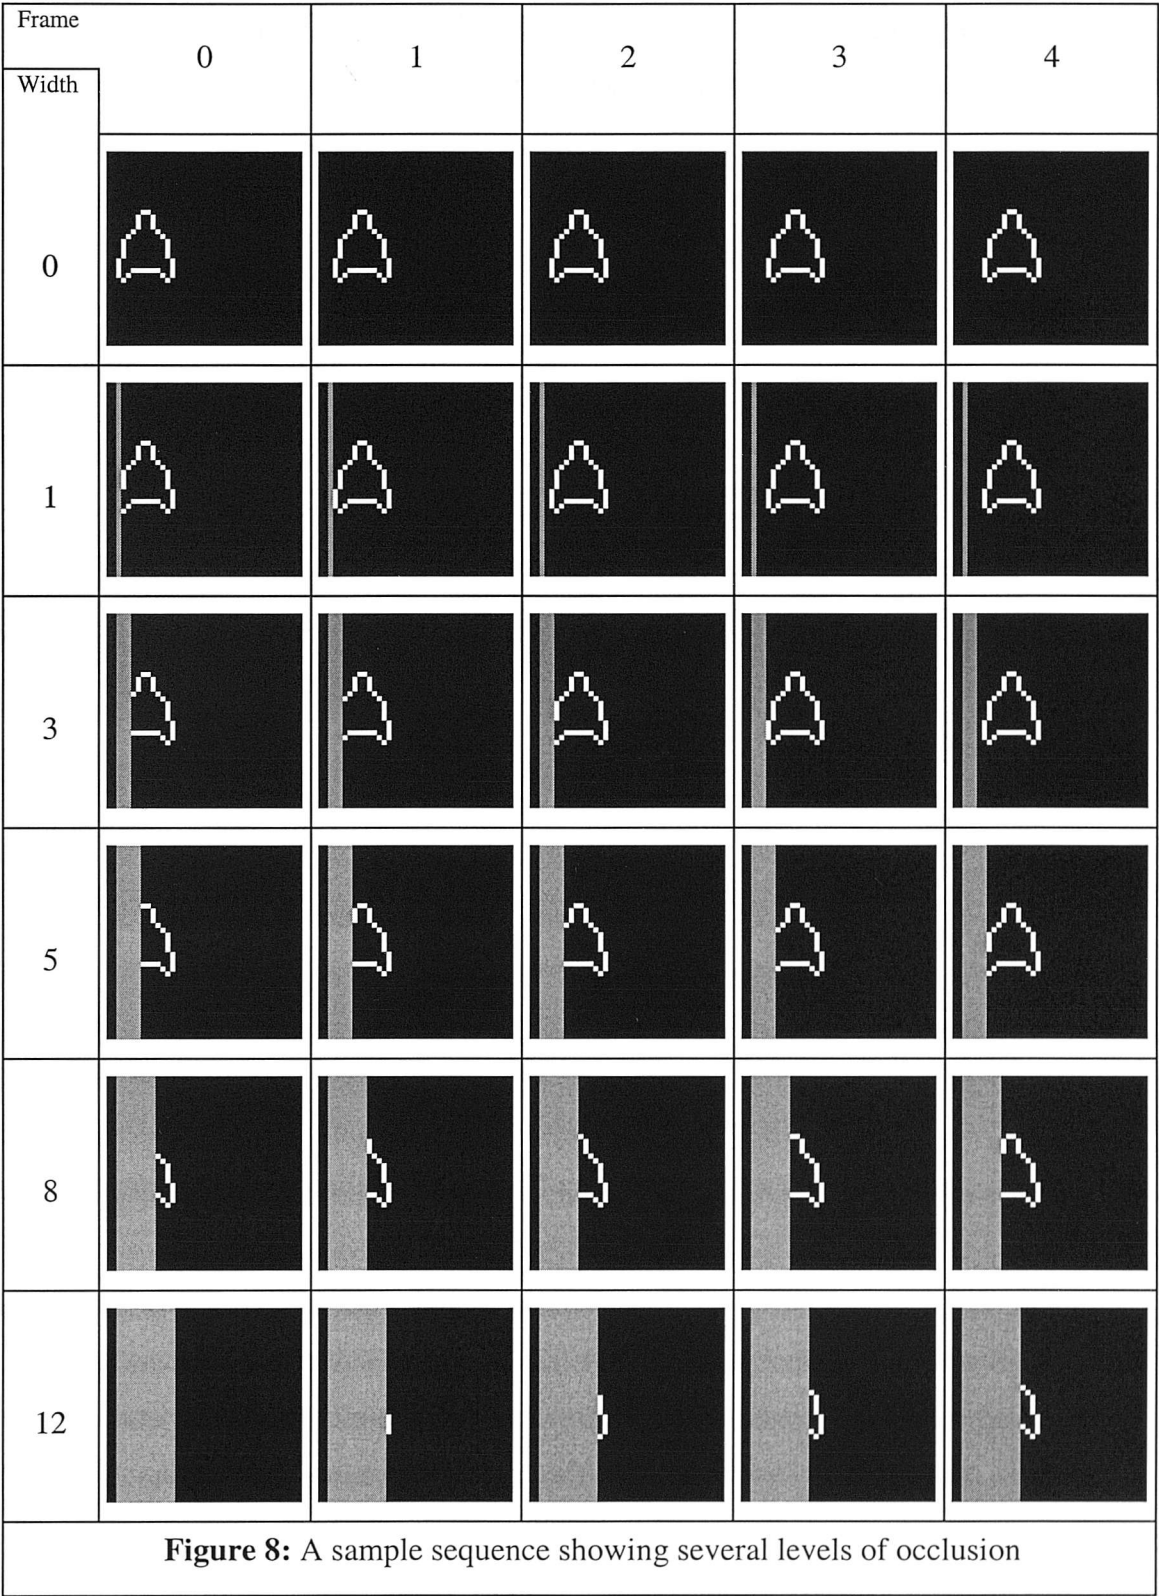 Frame
0 1 2 3 4
Width
0
1
3
5
8
12
Figure 8: A sample sequence showing several levels of occlusion